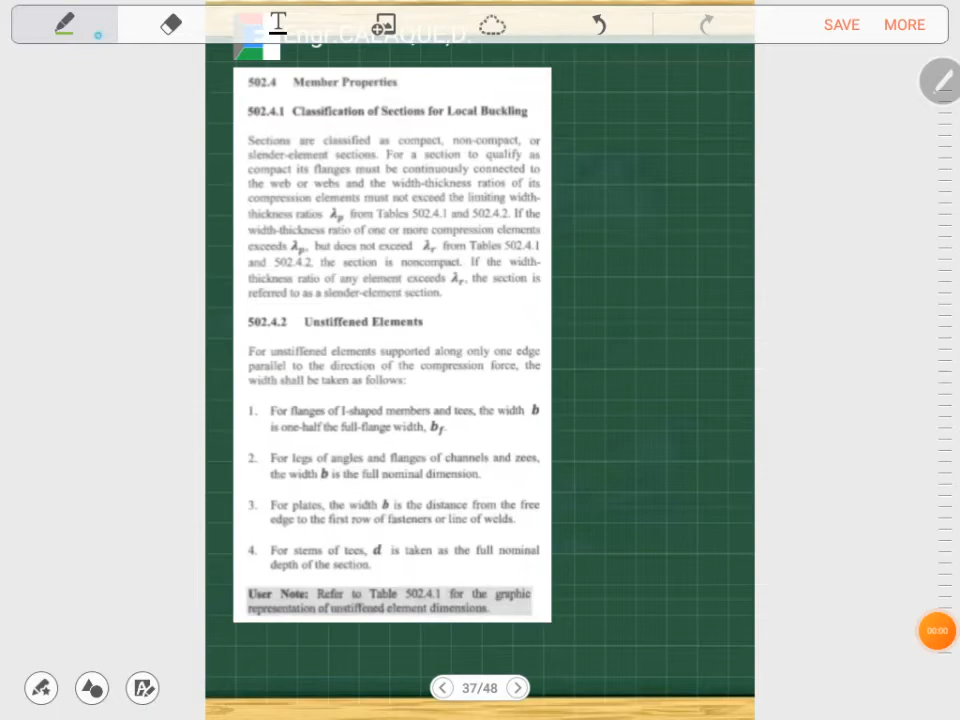 T
SAVE
MORE
Engr.CALAQUE,D.
502.4 Member Properties
502.4.1 Classification of Sections for Local Buckling
Sections are classified as compact, non-compact, or
slender-element sections. For a section to qualify as
compact its flanges must be continuously connected to
the web or webs and the width-thickness ratios of its
compression elements must not exceed the limiting width-
thickness ratios λp from Tables 502.4.1 and 502.4.2. If the
width-thickness ratio of one or more compression elements
exceeds λp, but does not exceed λr from Tables 502.4.1
and 502.4.2, the section is noncompact. If the width-
thickness ratio of any element exceeds λr, the section is
referred to as a slender-element section.
502.4.2 Unstiffened Elements
For unstiffened elements supported along only one edge
parallel to the direction of the compression force, the
width shall be taken as follows:
1. For flanges of I-shaped members and tees, the width b
is one-half the full-flange width, bf.
2. For legs of angles and flanges of channels and zees,
the width b is the full nominal dimension.
3. For plates, the width b is the distance from the free
edge to the first row of fasteners or line of welds.
4. For stems of tees, d is taken as the full nominal
depth of the section.
User Note: Refer to Table 502.4.1 for the graphic
representation of unstiffened element dimensions.
00:00
37/48